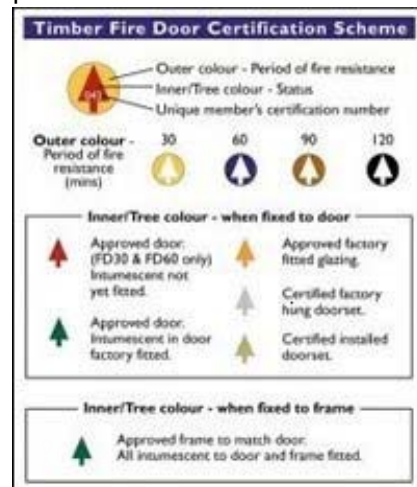 Timber Fire Door Certification Scheme
Outer colour - Period of fire resistance
Inner/Tree colour - Status
Unique member's certification number
Outer colour -
Period of fire
resistance
(mins)
30 60 90 120
Inner/Tree colour - when fixed to door
Approved door.
(FD30 & FD60 only)
Intumescent not
yet fitted.
Approved door.
Intumescent in door
factory fitted.
Approved factory
fitted glazing.
Certified factory
hung doorset.
Certified installed
doorset.
Inner/Tree colour - when fixed to frame
Approved frame to match door.
All intumescent to door and frame fitted.